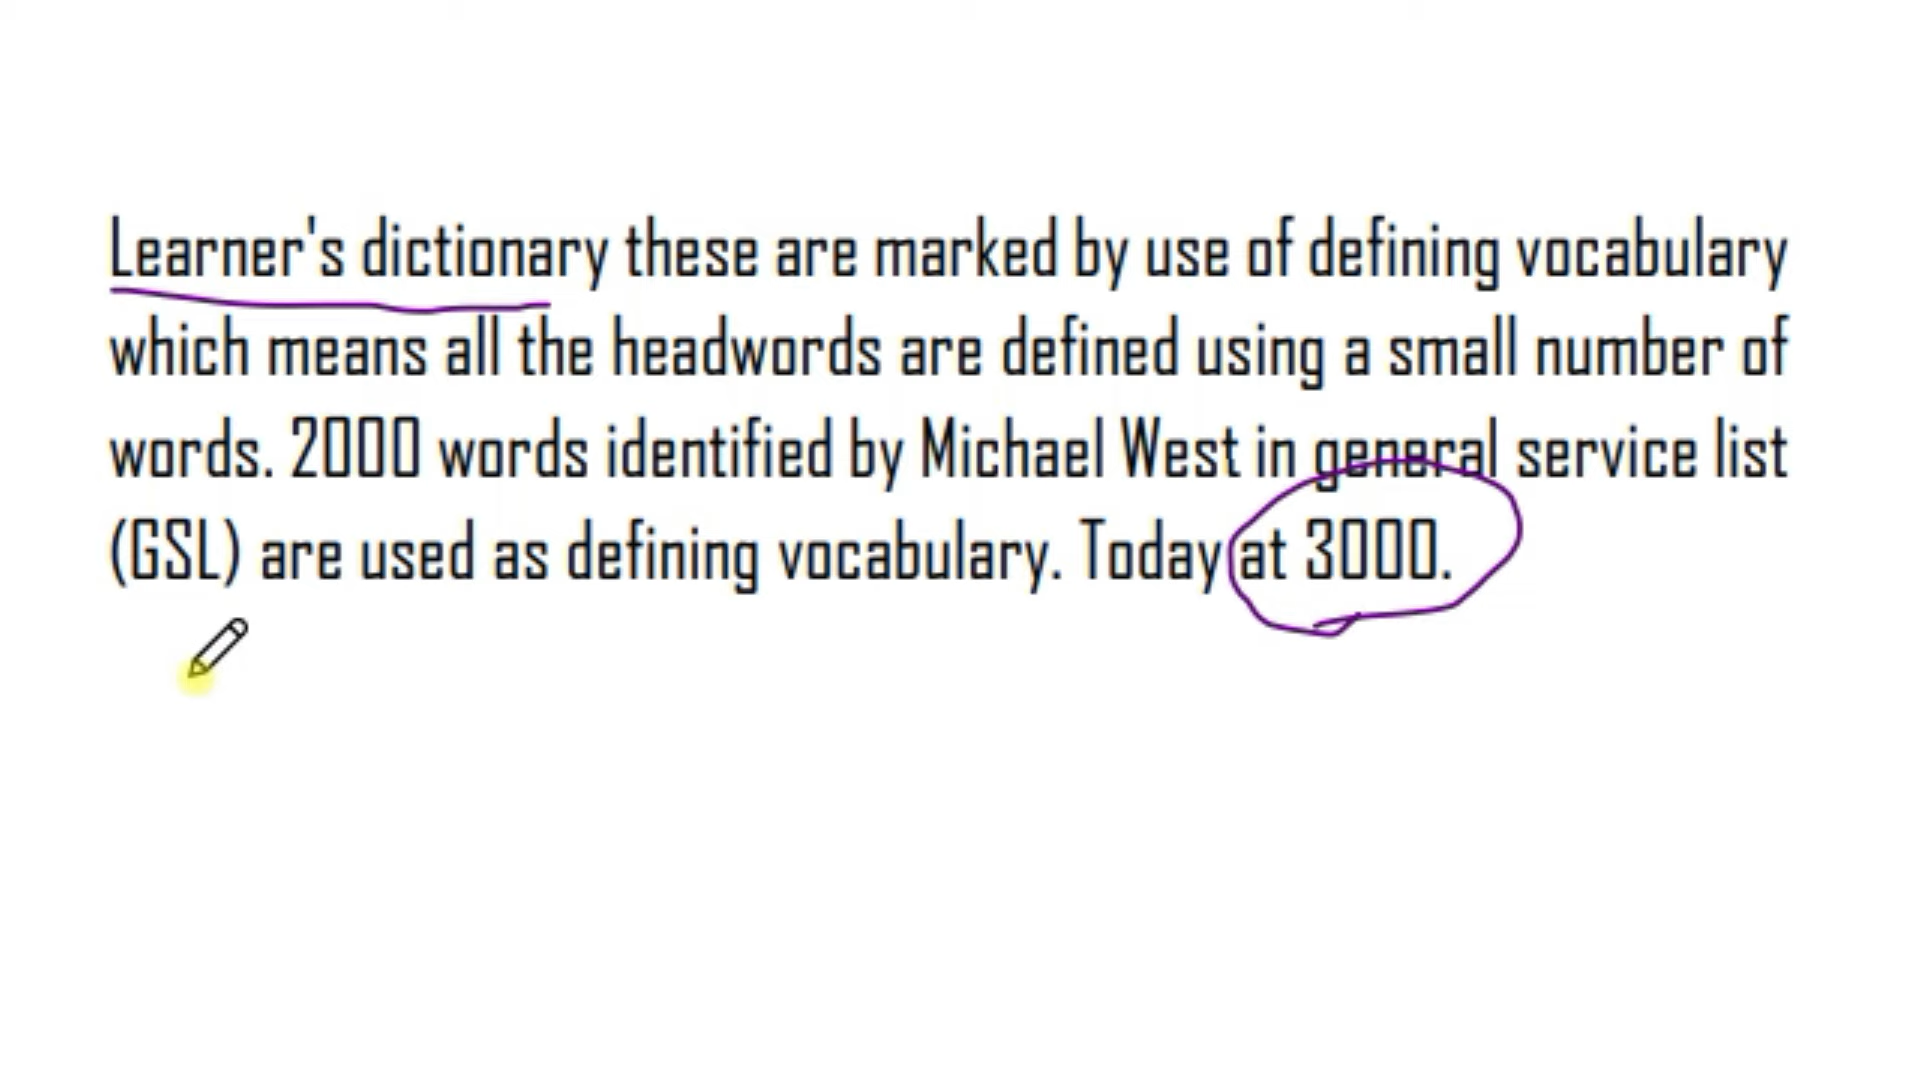 Learner's dictionary these are marked by use of defining vocabulary
which means all the headwords are defined using a small number of
words. 2000 words identified by Michael West in general service list
(GSL) are used as defining vocabulary. Today at 3000.